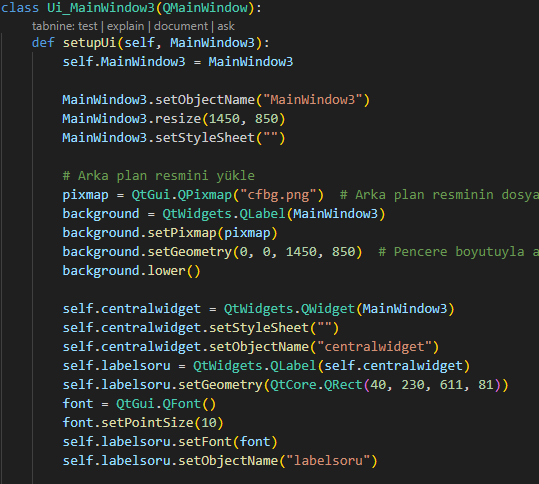 class Ui_MainWindow3(QMainWindow):
tabnine: test | explain | document | ask
def setupUi(self, MainWindow3):
self.MainWindow3 = MainWindow3
MainWindow3.setObjectName("MainWindow3")
MainWindow3.resize(1450, 850)
MainWindow3.setStyleSheet("")
# Arka plan resmini yükle
pixmap = QtGui.QPixmap("cfbg.png")  # Arka plan resminin dosya
background = QtWidgets.QLabel(MainWindow3)
background.setPixmap(pixmap)
background.setGeometry(0, 0, 1450, 850)  # Pencere boyutuyla a
background.lower()
self.centralwidget = QtWidgets.QWidget(MainWindow3)
self.centralwidget.setStyleSheet("")
self.centralwidget.setObjectName("centralwidget")
self.labelsoru = QtWidgets.QLabel(self.centralwidget)
self.labelsoru.setGeometry(QtCore.QRect(40, 230, 611, 81))
font = QtGui.QFont()
font.setPointSize(10)
self.labelsoru.setFont(font)
self.labelsoru.setObjectName("labelsoru")